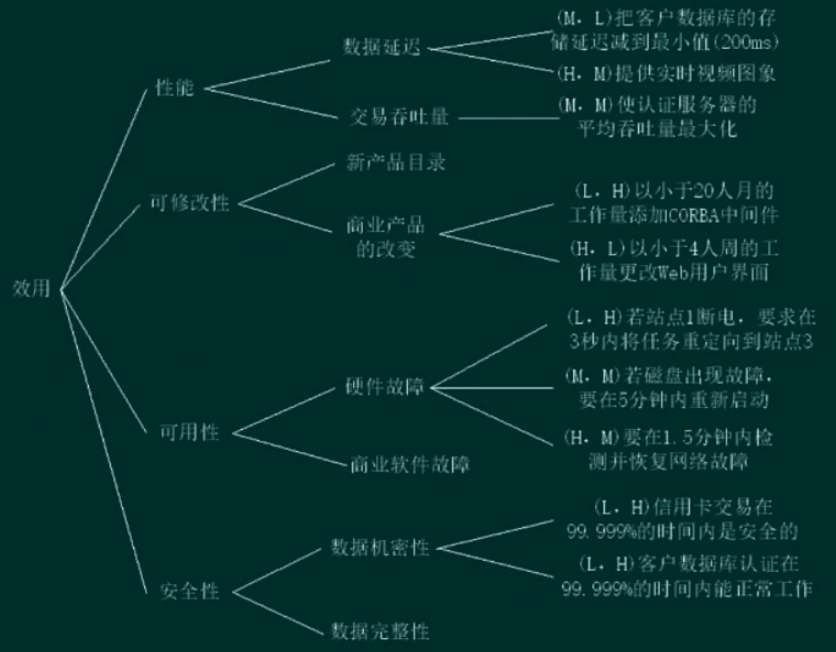 效用
性能
数据延迟
(M, L)把客户数据库的存
储延迟减到最小值(200ms)
(H, M)提供实时视频图象
交易吞吐量
(M, M)使认证服务器的
平均吞吐量最大化
可修改性
新产品目录
商业产品
的改变
(L, H)以小于20人月的
工作量添加CORBA中间件
(H, L)以小于4人周的工
作量更改Web用户界面
可用性
硬件故障
(L, H)若站点1断电, 要求在
3秒内将任务重定向到站点3
(M, M)若磁盘出现故障,
要在5分钟内重新启动
(H, M)要在1.5分钟内检
测并恢复网络故障
商业软件故障
安全性
数据机密性
(L, H)信用卡交易在
99.999%的时间内是安全的
(L, H)客户数据库认证在
99.999%的时间内能正常工作
数据完整性